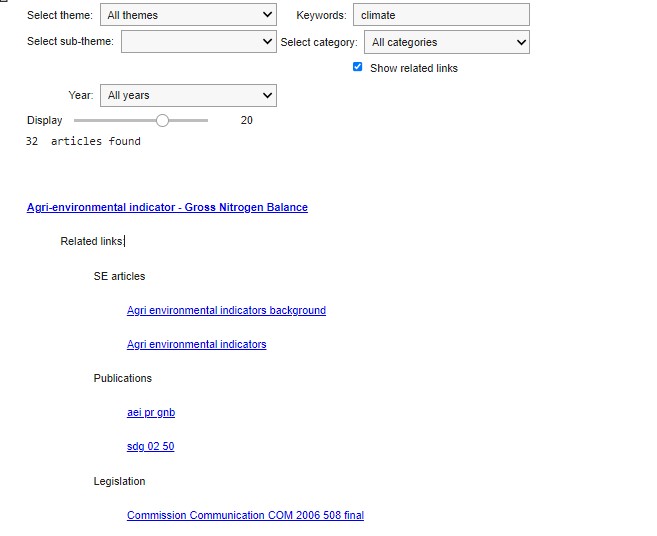 Select theme: All themes Keywords: climate
Select sub-theme: Select category: All categories
Show related links
Year: All years
Display 20
32 articles found
Agri-environmental indicator - Gross Nitrogen Balance
Related links
SE articles
Agri environmental indicators background
Agri environmental indicators
Publications
aei pr gnb
sdg 02 50
Legislation
Commission Communication COM 2006 508 final